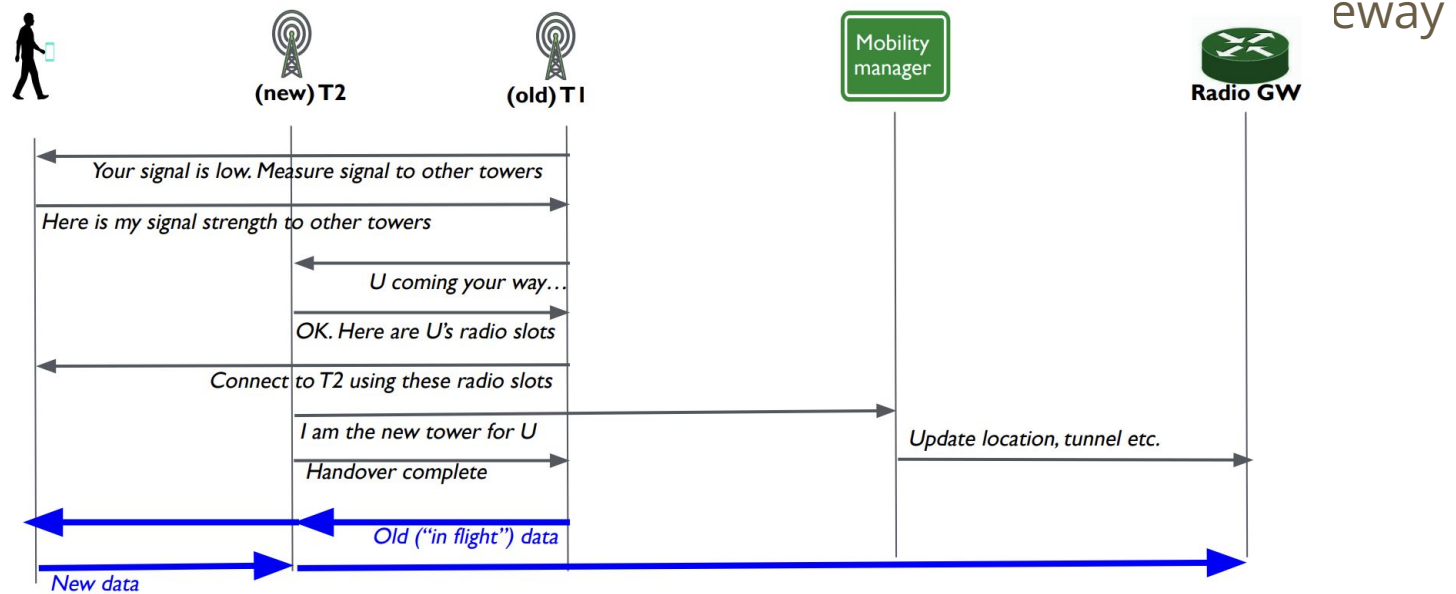 eway
Mobility
manager
(new) T2
(old) T1
Radio GW
Your signal is low. Measure signal to other towers
Here is my signal strength to other towers
U coming your way…
OK. Here are U’s radio slots
Connect to T2 using these radio slots
I am the new tower for U
Update location, tunnel etc.
Handover complete
Old (“in flight”) data
New data